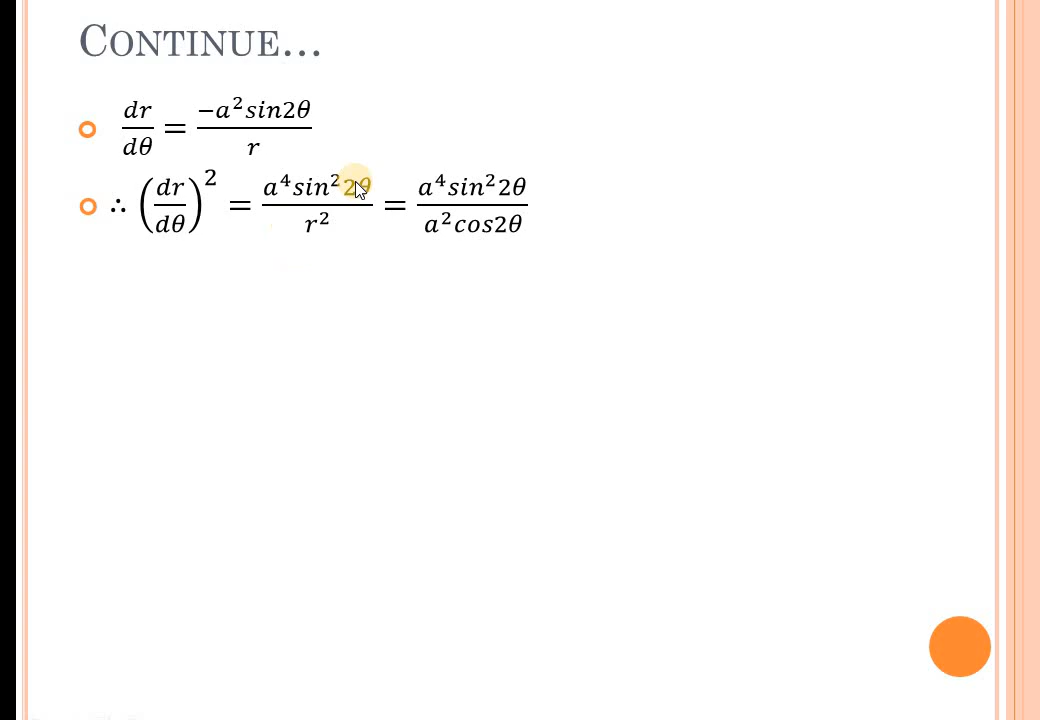 CONTINUE...
dr/dθ = −a²sin2θ/r
∴ (dr/dθ)² = a⁴sin²2θ/r² = a⁴sin²2θ/a²cos2θ